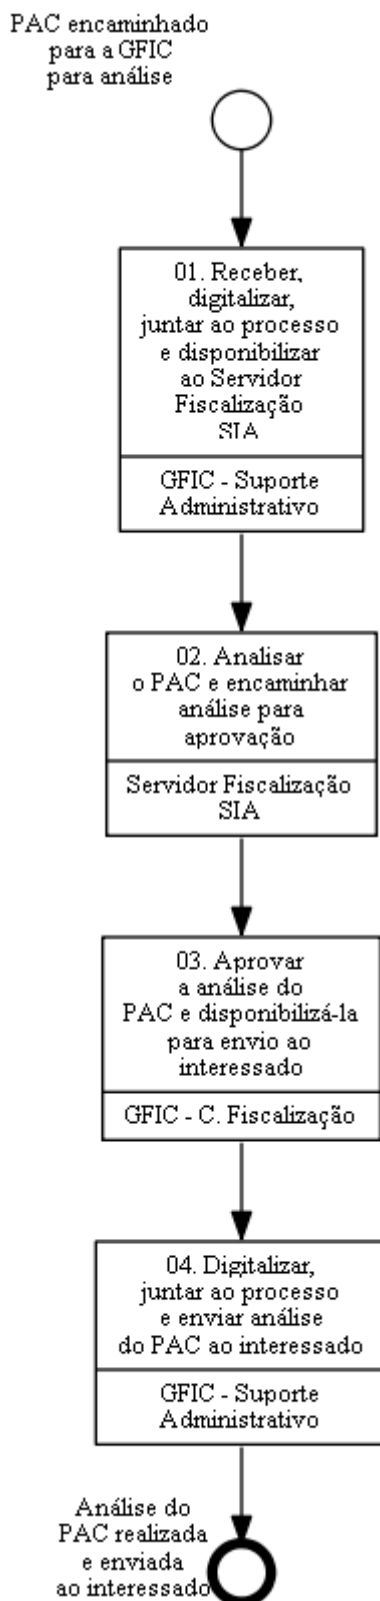 PAC encaminhado
para a GFIC
para análise
01. Receber,
digitalizar,
juntar ao processo
e disponibilizar
ao Servidor
Fiscalização
SIA
GFIC - Suporte
Administrativo
02. Analisar
o PAC e encaminhar
análise para
aprovação
Servidor Fiscalização
SIA
03. Aprovar
a análise do
PAC e disponibilizá-la
para envio ao
interessado
GFIC - C. Fiscalização
04. Digitalizar,
juntar ao processo
e enviar análise
do PAC ao interessado
GFIC - Suporte
Administrativo
Análise do
PAC realizada
e enviada
ao interessado